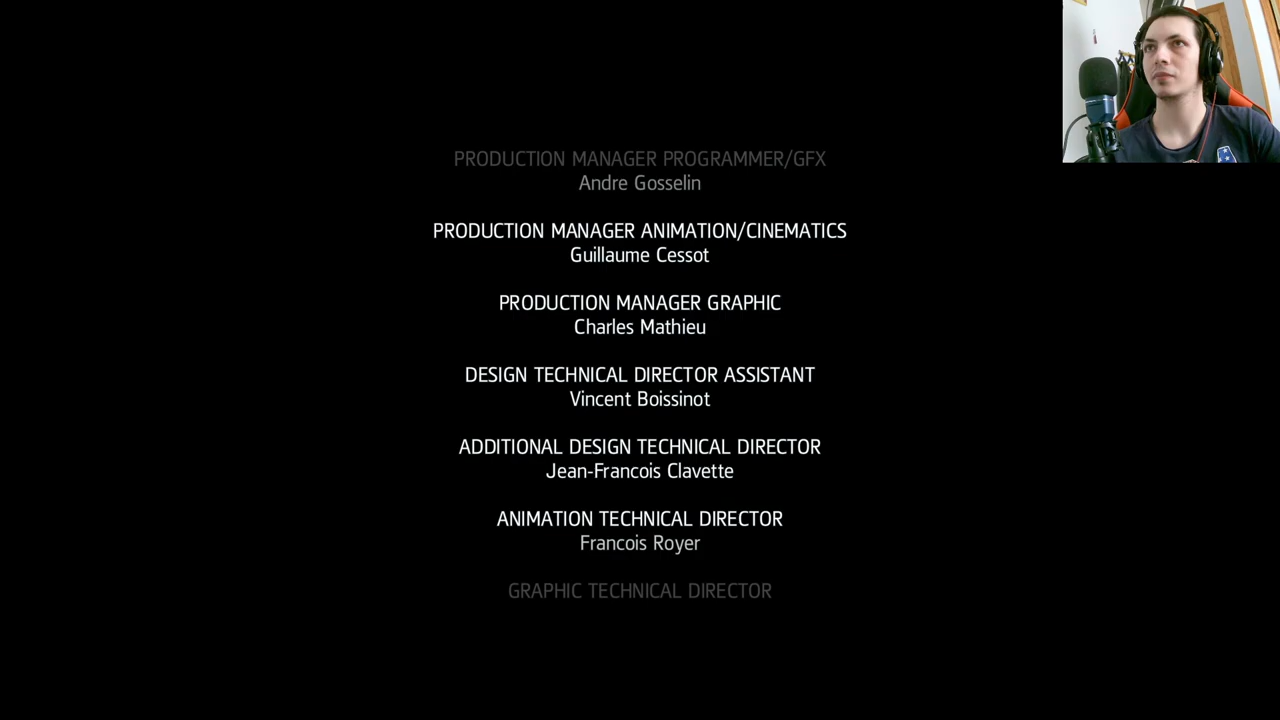 PRODUCTION MANAGER PROGRAMMER/GFX
Andre Gosselin
PRODUCTION MANAGER ANIMATION/CINEMATICS
Guillaume Cessot
PRODUCTION MANAGER GRAPHIC
Charles Mathieu
DESIGN TECHNICAL DIRECTOR ASSISTANT
Vincent Boissinot
ADDITIONAL DESIGN TECHNICAL DIRECTOR
Jean-Francois Clavette
ANIMATION TECHNICAL DIRECTOR
Francois Royer
GRAPHIC TECHNICAL DIRECTOR